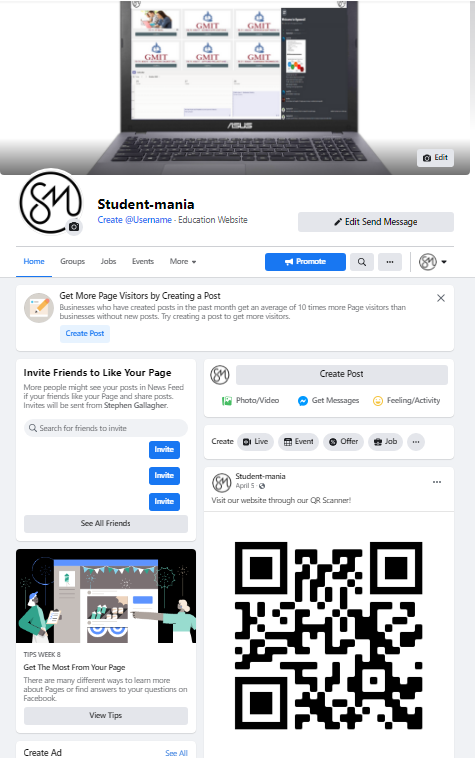 GMIT GMIT GMIT
GMIT GMIT GMIT
ASUS
Edit
SM
Student-mania
Create @Username · Education Website
Edit Send Message
Home Groups Jobs Events More
Promote
Get More Page Visitors by Creating a Post
Businesses who have created posts in the past month get an average of 10 times more Page visitors than
businesses without new posts. Try creating a post to get more visitors.
Create Post
Invite Friends to Like Your Page
More people might see your posts in News Feed
if your friends like your Page and share posts.
Invites will be sent from Stephen Gallagher.
Search for friends to invite
Invite
Invite
Invite
See All Friends
TIPS WEEK 8
Get The Most From Your Page
There are many different ways to learn more
about Pages or find answers to your questions on
Facebook.
View Tips
Create Ad See All
SM
Create Post
Photo/Video Get Messages Feeling/Activity
Create Live Event Offer Job
SM
Student-mania
April 5 ·
Visit our website through our QR Scanner!